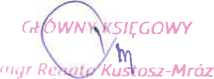 GŁÓWNY KSIĘGOWY
mgr Renata Kustosz-Mróz